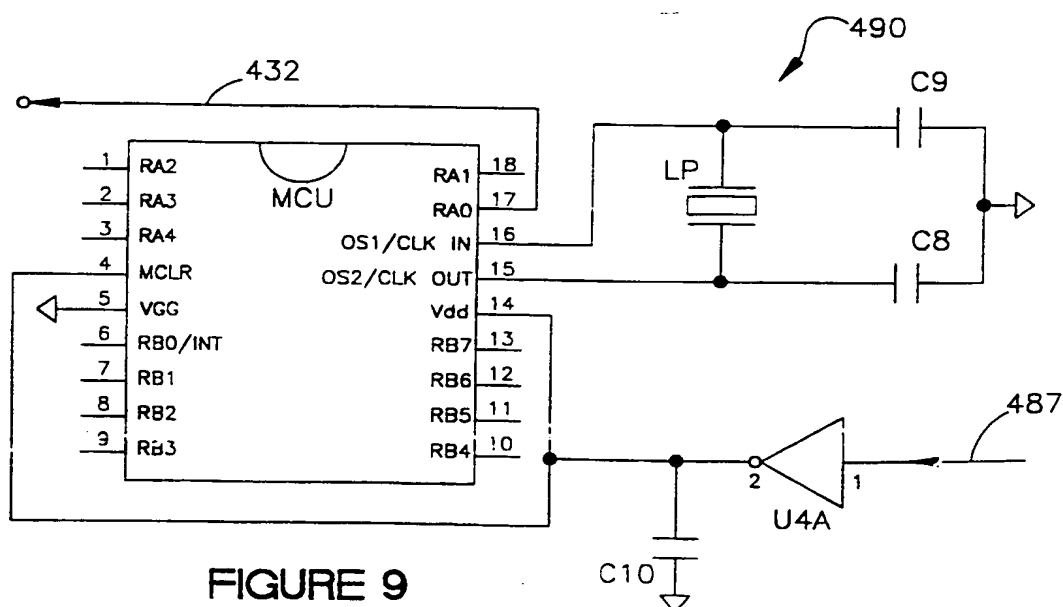 490
432
C9
1 RA2
MCU
RA1 18
2 RA3
RA0 17
LP
3 RA4
OS1/CLK IN 16
4 MCLR
OS2/CLK OUT 15
C8
5 VGG
Vdd 14
6 RB0/INT
RB7 13
7 RB1
RB6 12
8 RB2
RB5 11
487
9 RB3
RB4 10
2
1
U4A
C10
FIGURE 9